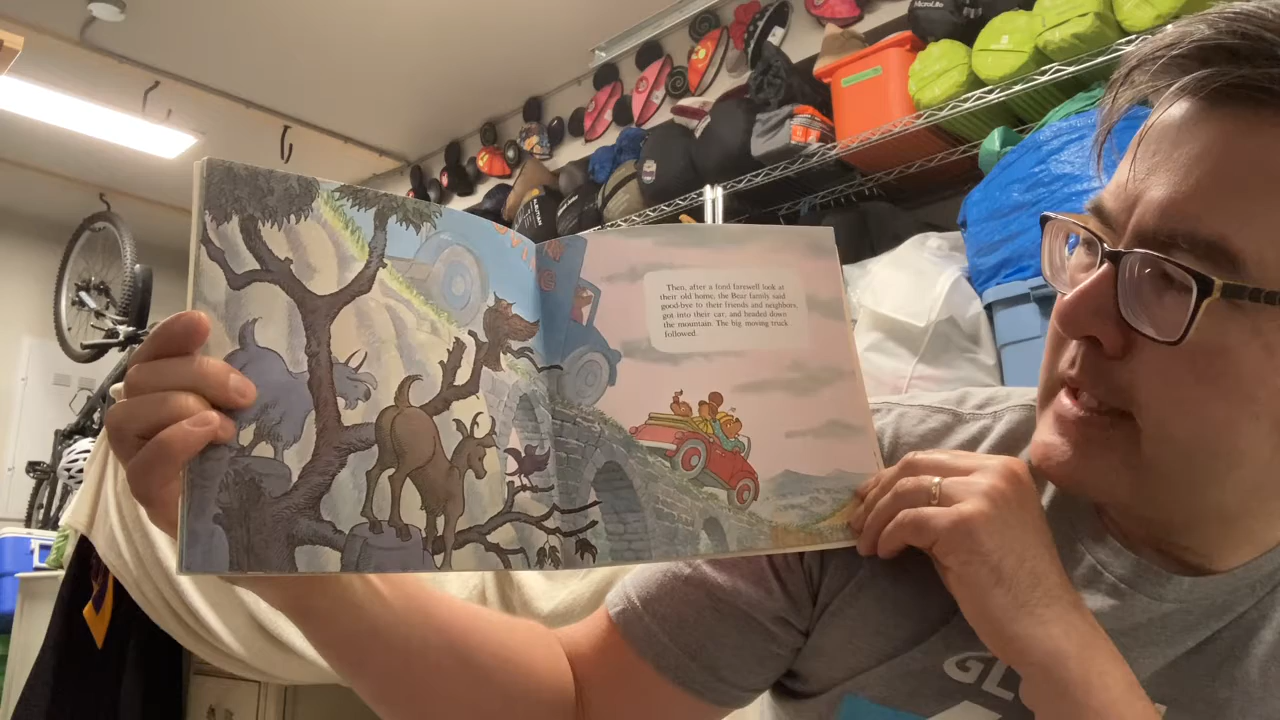 Then, after a fond farewell look at
their old home, the Bear family said
good-bye to their friends and neighbors,
got into their car, and headed down
the mountain. The big moving truck
followed.